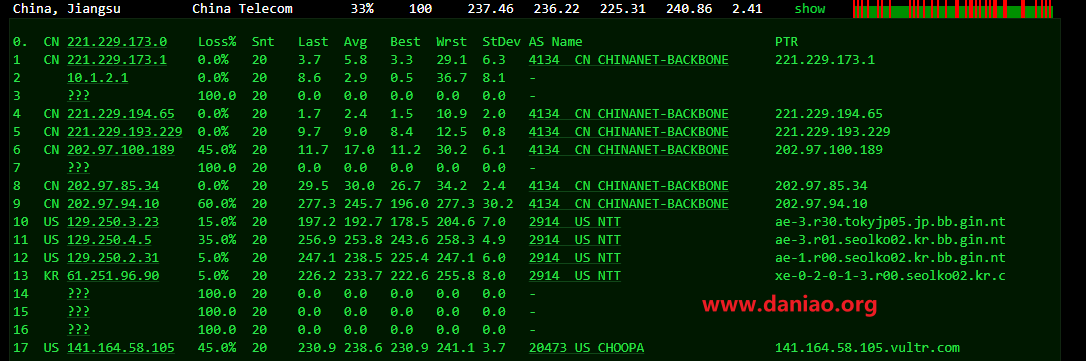 China, Jiangsu China Telecom 33% 100 237.46 236.22 225.31 240.86 2.41 show
0. CN 221.229.173.0 Loss% Snt Last Avg Best Wrst StDev AS Name PTR
1 CN 221.229.173.1 0.0% 20 3.7 5.8 3.3 29.1 6.3 4134 CN CHINANET-BACKBONE 221.229.173.1
2 10.1.2.1 0.0% 20 8.6 2.9 0.5 36.7 8.1 -
3 ??? 100.0 20 0.0 0.0 0.0 0.0 0.0 -
4 CN 221.229.194.65 0.0% 20 1.7 2.4 1.5 10.9 2.0 4134 CN CHINANET-BACKBONE 221.229.194.65
5 CN 221.229.193.229 0.0% 20 9.7 9.0 8.4 12.5 0.8 4134 CN CHINANET-BACKBONE 221.229.193.229
6 CN 202.97.100.189 45.0% 20 11.7 17.0 11.2 30.2 6.1 4134 CN CHINANET-BACKBONE 202.97.100.189
7 ??? 100.0 20 0.0 0.0 0.0 0.0 0.0 -
8 CN 202.97.85.34 0.0% 20 29.5 30.0 26.7 34.2 2.4 4134 CN CHINANET-BACKBONE 202.97.85.34
9 CN 202.97.94.10 60.0% 20 277.3 245.7 196.0 277.3 30.2 4134 CN CHINANET-BACKBONE 202.97.94.10
10 US 129.250.3.23 15.0% 20 197.2 192.7 178.5 204.6 7.0 2914 US NTT ae-3.r30.tokyjp05.jp.bb.gin.nt
11 US 129.250.4.5 35.0% 20 256.9 253.8 243.6 258.3 4.9 2914 US NTT ae-3.r01.seolko02.kr.bb.gin.nt
12 US 129.250.2.31 5.0% 20 247.1 238.5 225.4 247.1 6.0 2914 US NTT ae-1.r00.seolko02.kr.bb.gin.nt
13 KR 61.251.96.90 5.0% 20 226.2 233.7 222.6 255.8 8.0 2914 US NTT xe-0-2-0-1-3.r00.seolko02.kr.c
14 ??? 100.0 20 0.0 0.0 0.0 0.0 0.0 -
15 ??? 100.0 20 0.0 0.0 0.0 0.0 0.0 -
www.daniao.org
16 ??? 100.0 20 0.0 0.0 0.0 0.0 0.0 -
17 US 141.164.58.105 45.0% 20 230.9 238.6 230.9 241.1 3.7 20473 US CHOOPA 141.164.58.105.vultr.com